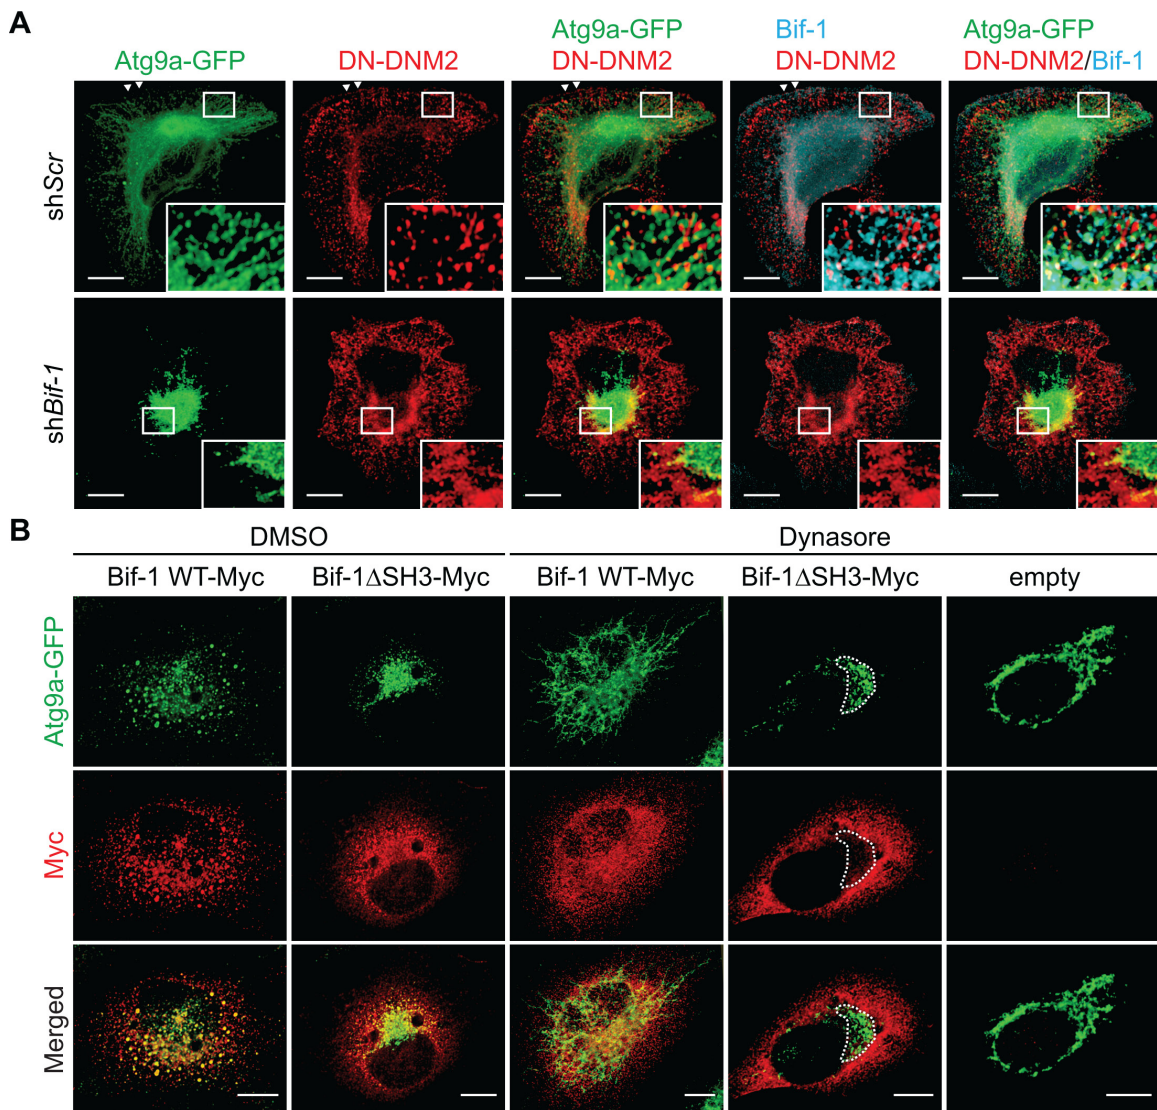 A
Atg9a-GFP Bif-1 Atg9a-GFP
Atg9a-GFP DN-DNM2 DN-DNM2 DN-DNM2 DN-DNM2/Bif-1
shScr
shBif-1
B
DMSO Dynasore
Bif-1 WT-Myc Bif-1ΔSH3-Myc Bif-1 WT-Myc Bif-1ΔSH3-Myc empty
Atg9a-GFP
Myc
Merged